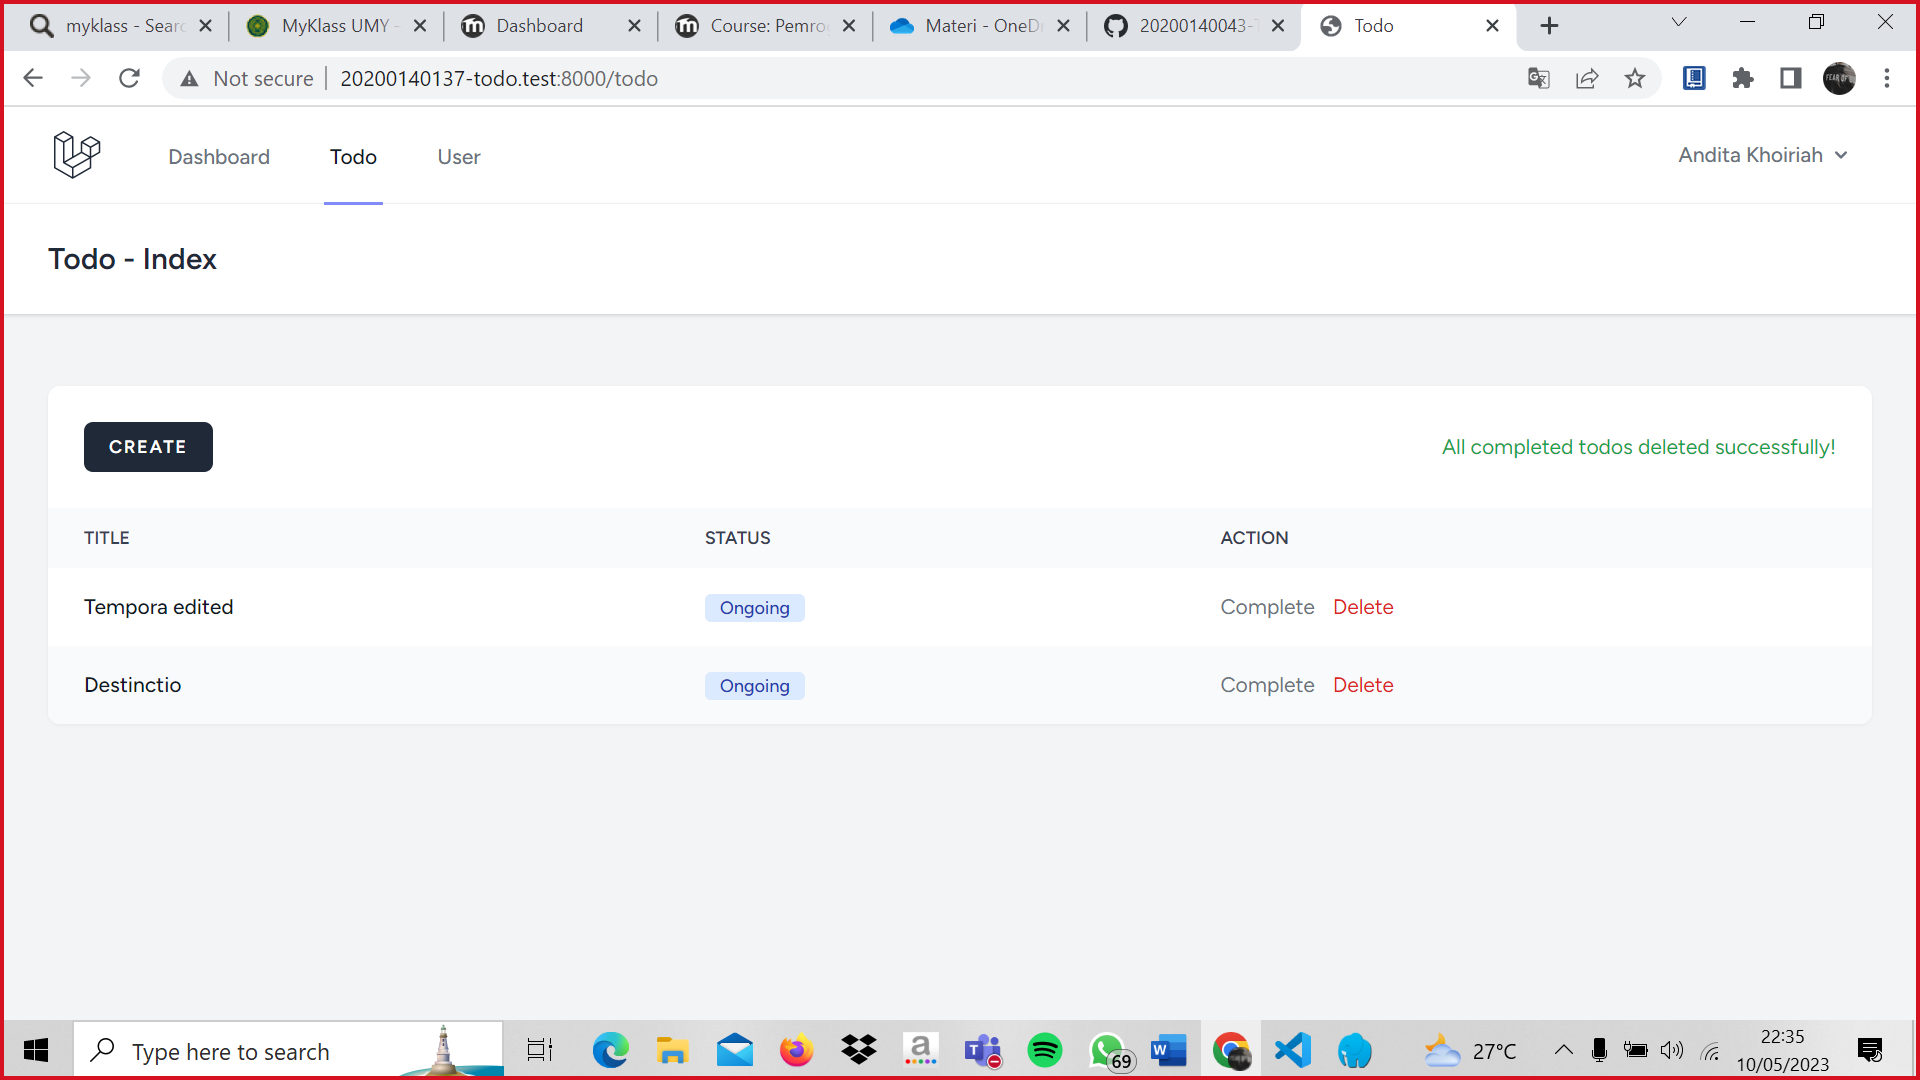 myklass - Sear
MyKlass UMY -
Dashboard
Course: Pemro
Materi - OneD
20200140043-
Todo
Not secure
20200140137-todo.test:8000/todo
Dashboard
Todo
User
Andita Khoiriah
Todo - Index
CREATE
All completed todos deleted successfully!
TITLE STATUS ACTION
Tempora edited Ongoing Complete Delete
Destinctio Ongoing Complete Delete
Type here to search
69
27°C
22:35
10/05/2023